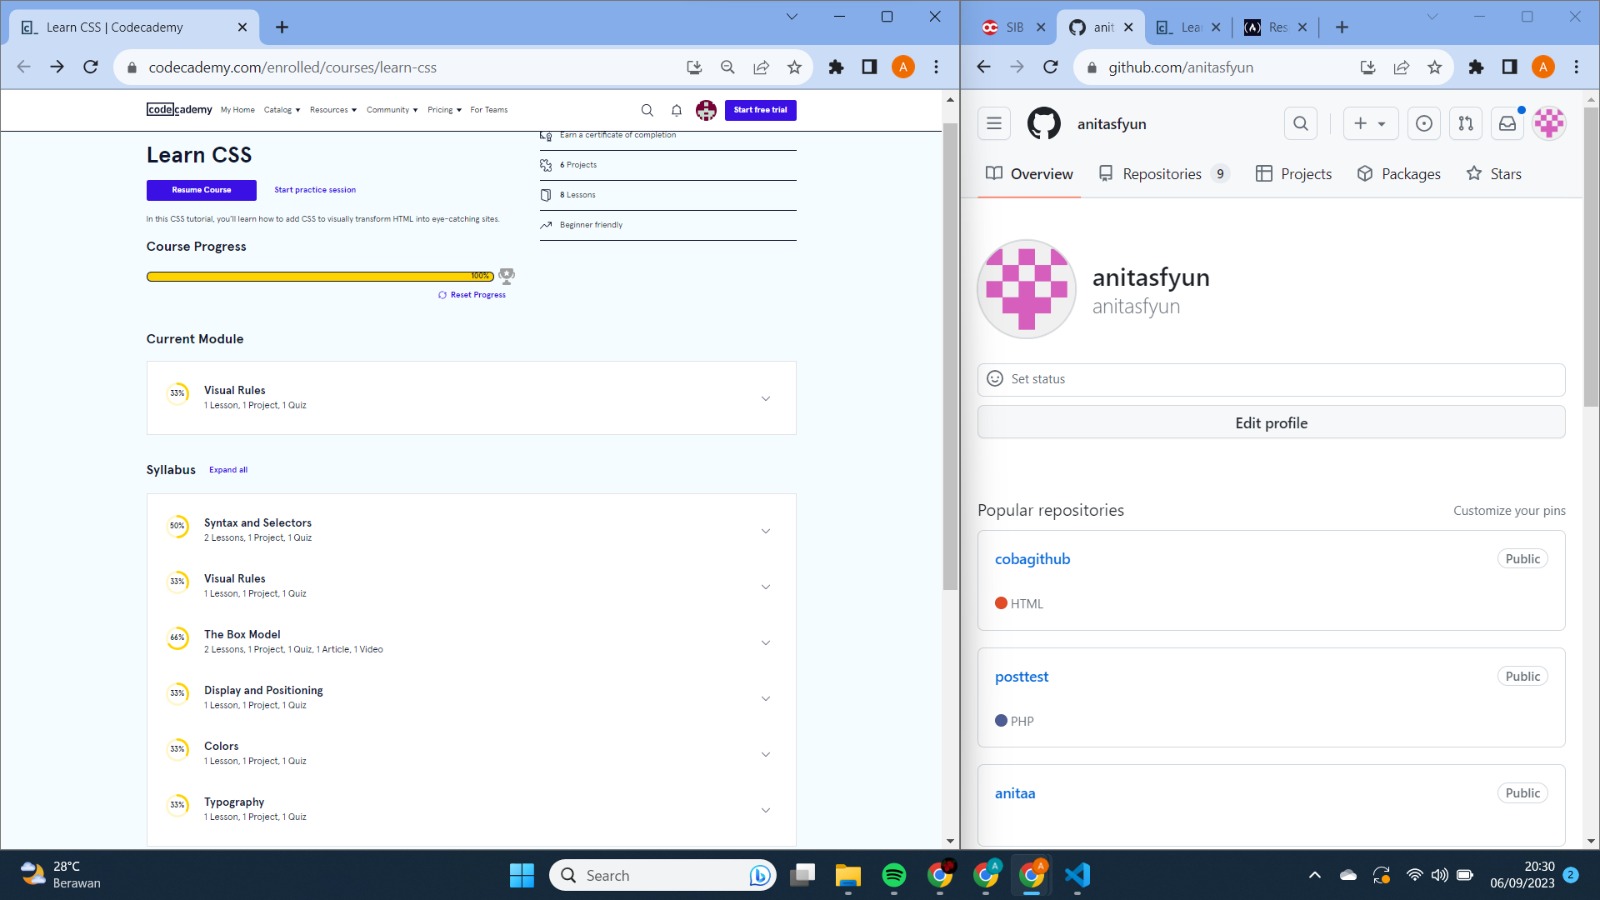 Learn CSS | Codecademy
codecademy.com/enrolled/courses/learn-css
A
codecademy
My Home
Catalog
Resources
Community
Pricing
For Teams
Start free trial
Learn CSS
Resume Course
Start practice session
In this CSS tutorial, you'll learn how to add CSS to visually transform HTML into eye-catching sites.
Earn a certificate of completion
6 Projects
8 Lessons
Beginner friendly
Course Progress
100%
Reset Progress
Current Module
33%
Visual Rules
1 Lesson, 1 Project, 1 Quiz
Syllabus
Expand all
50%
Syntax and Selectors
2 Lessons, 1 Project, 1 Quiz
33%
Visual Rules
1 Lesson, 1 Project, 1 Quiz
66%
The Box Model
2 Lessons, 1 Project, 1 Quiz, 1 Article, 1 Video
33%
Display and Positioning
1 Lesson, 1 Project, 1 Quiz
33%
Colors
1 Lesson, 1 Project, 1 Quiz
33%
Typography
1 Lesson, 1 Project, 1 Quiz
SIB
anit
Lea
Res
github.com/anitasfyun
A
anitasfyun
Overview
Repositories 9
Projects
Packages
Stars
anitasfyun
anitasfyun
Set status
Edit profile
Popular repositories
Customize your pins
cobagithub
Public
HTML
posttest
Public
PHP
anitaa
Public
28°C
Berawan
Search
A
A
20:30
06/09/2023
2